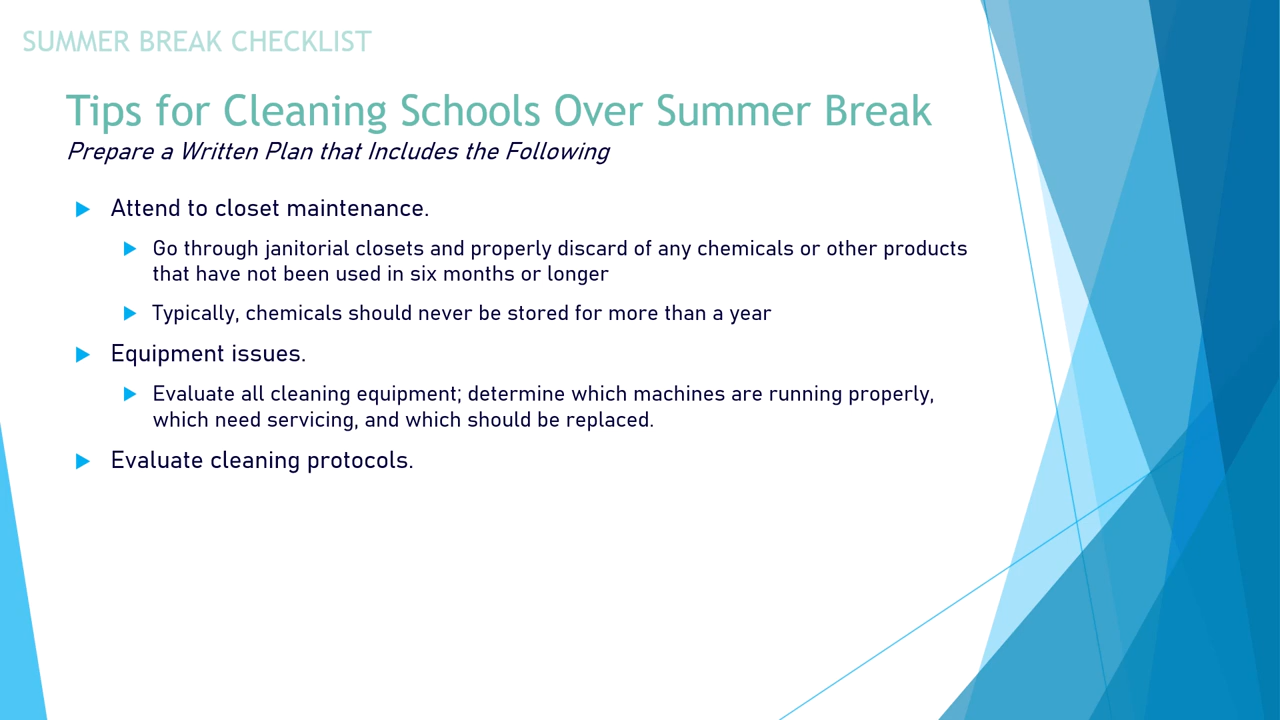 SUMMER BREAK CHECKLIST
Tips for Cleaning Schools Over Summer Break
Prepare a Written Plan that Includes the Following
Attend to closet maintenance.
Go through janitorial closets and properly discard of any chemicals or other products
that have not been used in six months or longer
Typically, chemicals should never be stored for more than a year
Equipment issues.
Evaluate all cleaning equipment; determine which machines are running properly,
which need servicing, and which should be replaced.
Evaluate cleaning protocols.